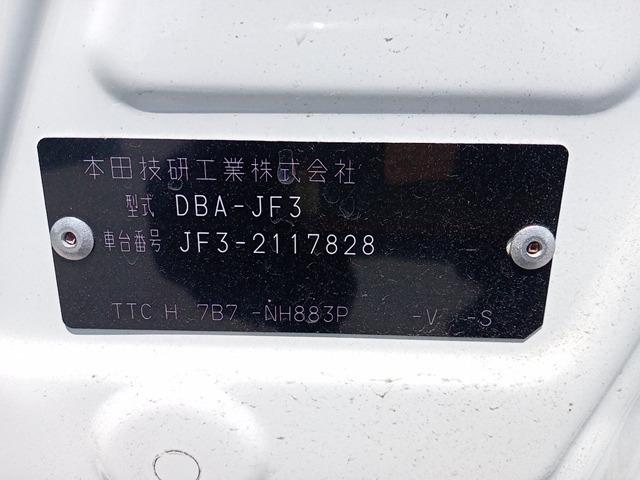 本田技研工業株式会社
型式 DBA-JF3
車台番号 JF3-2117828
TTC H 7B7 -NH883P -V -S